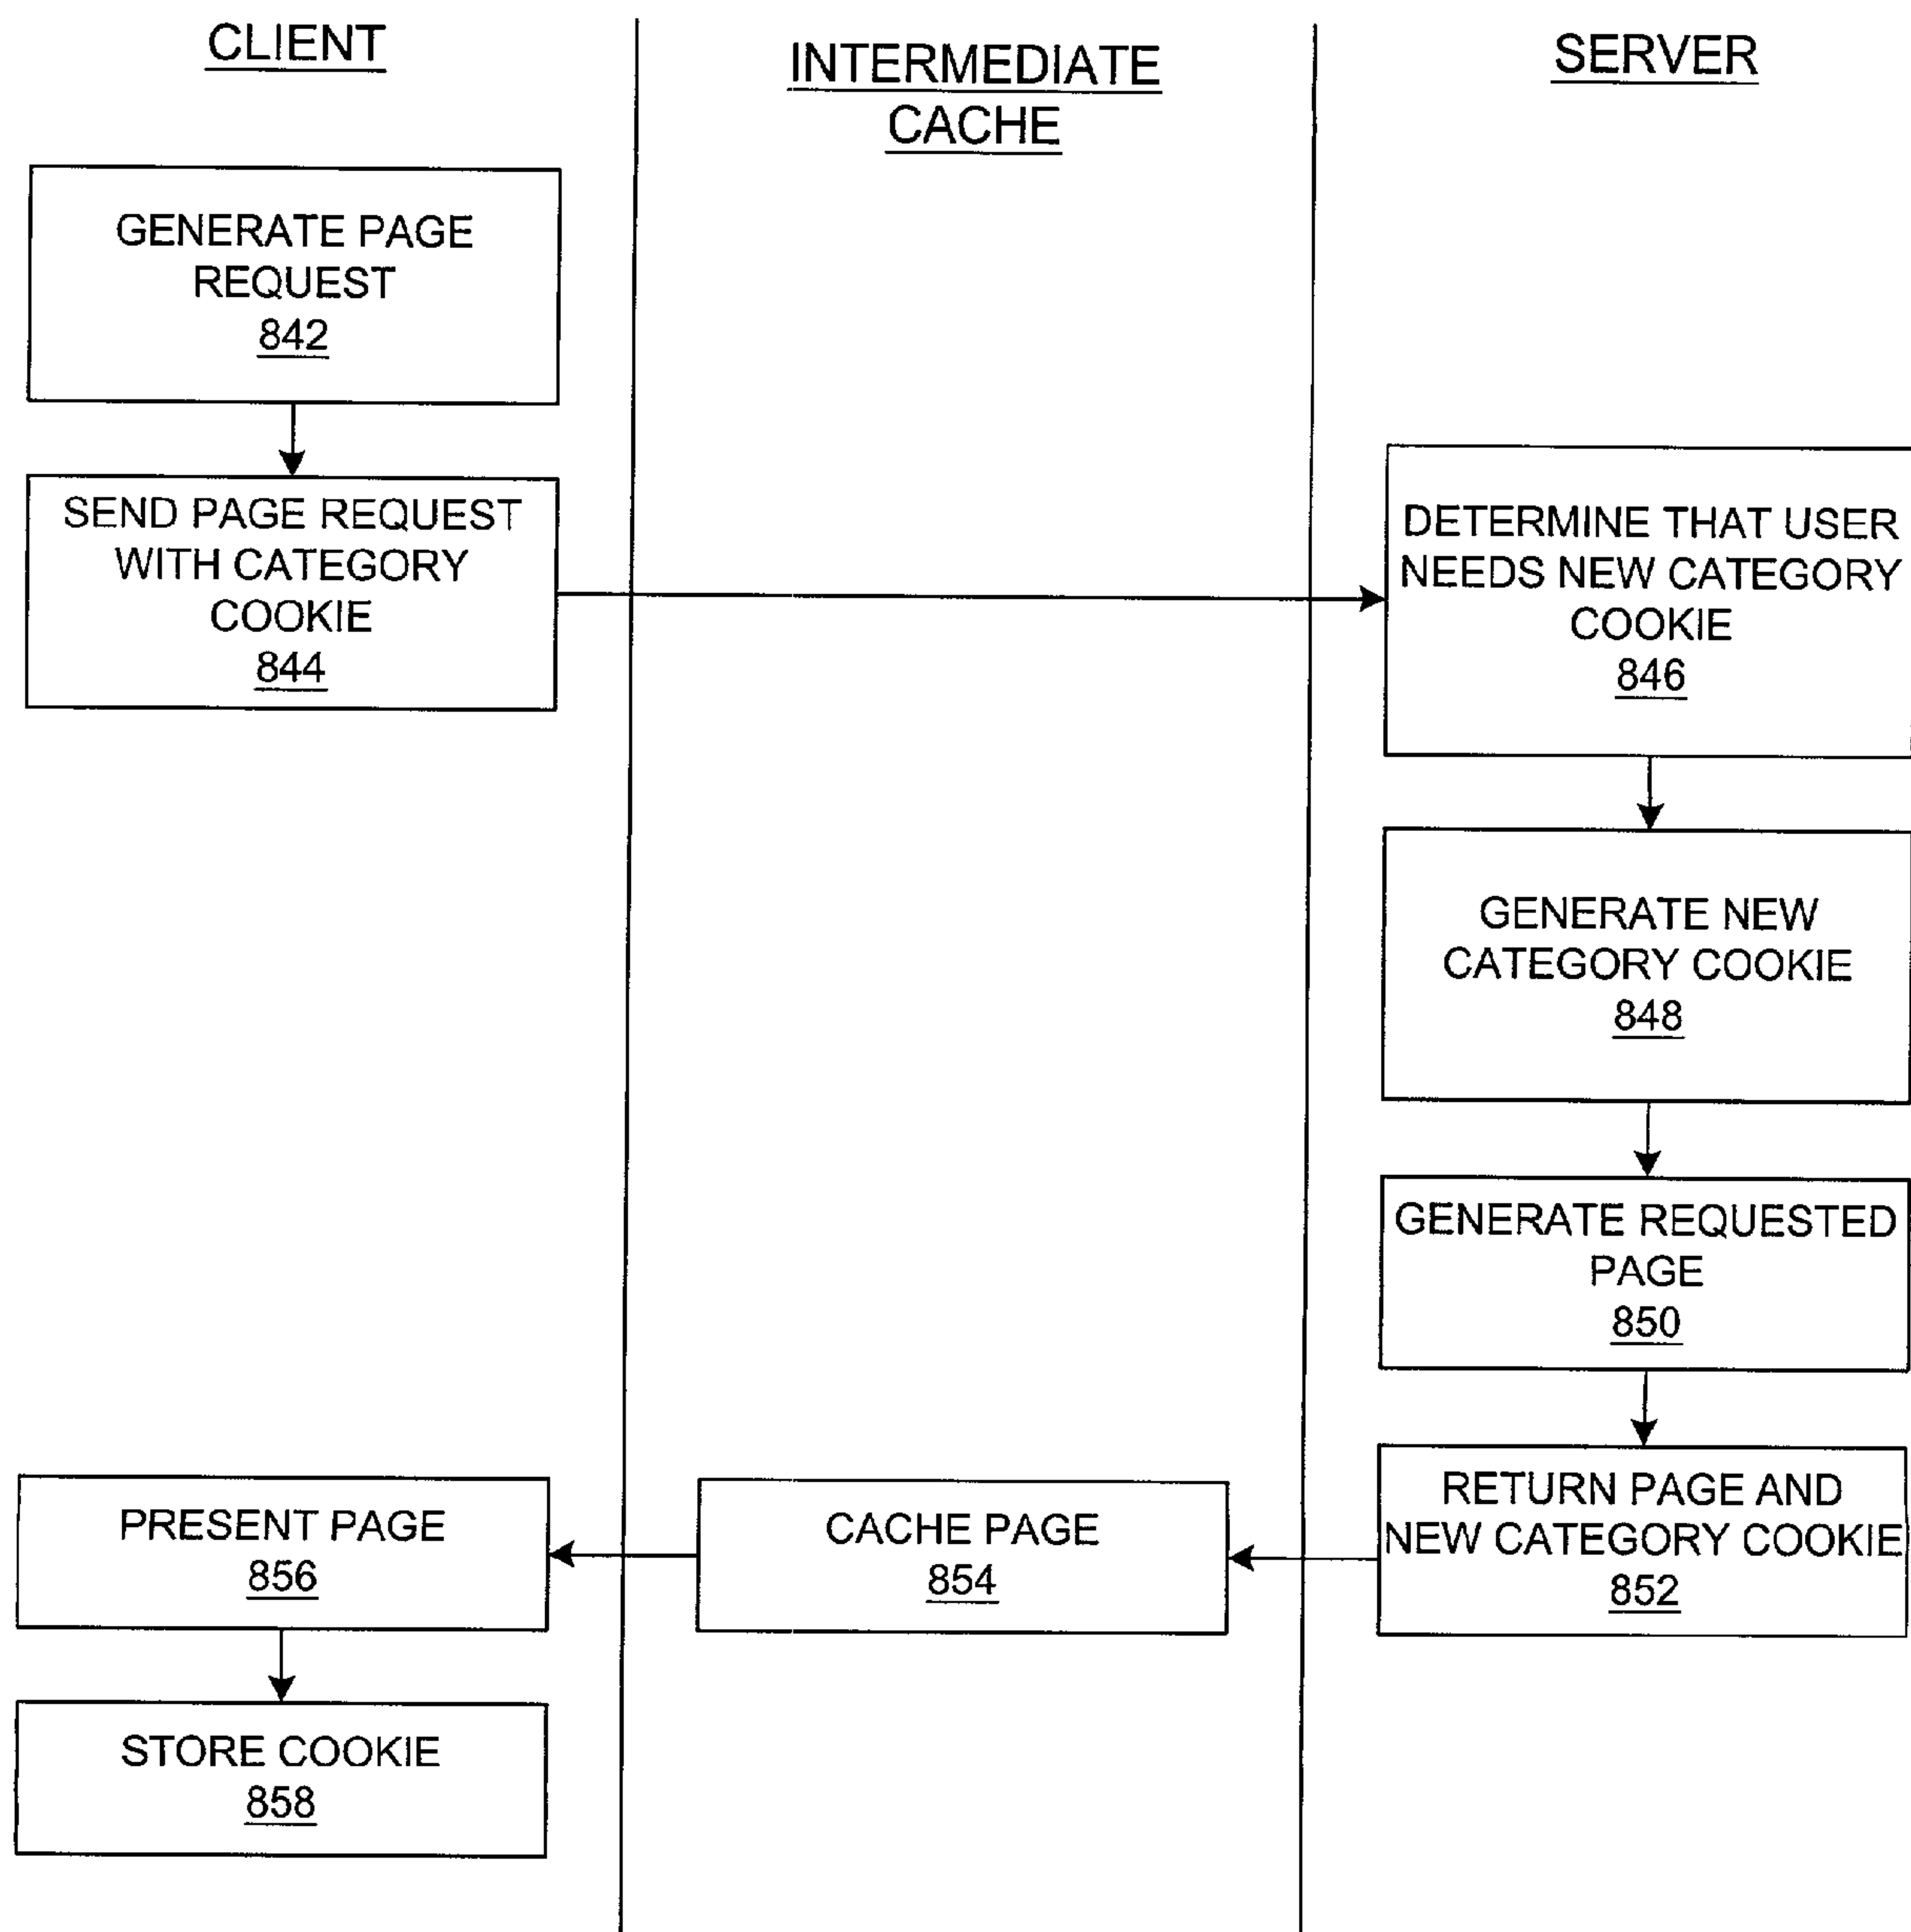 CLIENT
INTERMEDIATE
CACHE
SERVER
GENERATE PAGE
REQUEST
842
SEND PAGE REQUEST
WITH CATEGORY
COOKIE
844
DETERMINE THAT USER
NEEDS NEW CATEGORY
COOKIE
846
GENERATE NEW
CATEGORY COOKIE
848
GENERATE REQUESTED
PAGE
850
RETURN PAGE AND
NEW CATEGORY COOKIE
852
CACHE PAGE
854
PRESENT PAGE
856
STORE COOKIE
858